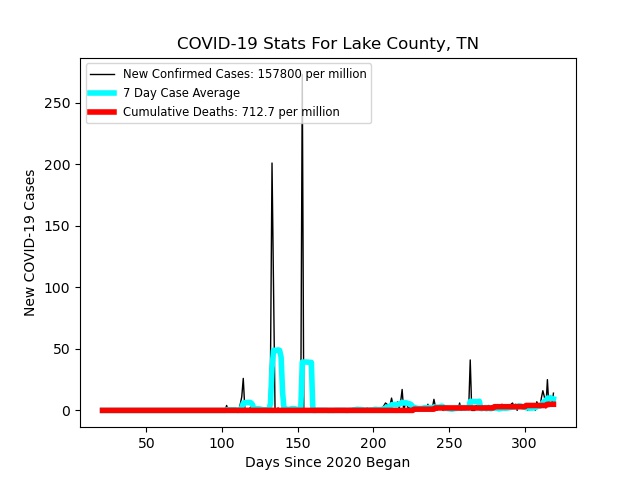 COVID-19 Stats For Lake County, TN
New Confirmed Cases: 157800 per million
7 Day Case Average
Cumulative Deaths: 712.7 per million
New COVID-19 Cases
250
200
150
100
50
0
50 100 150 200 250 300
Days Since 2020 Began